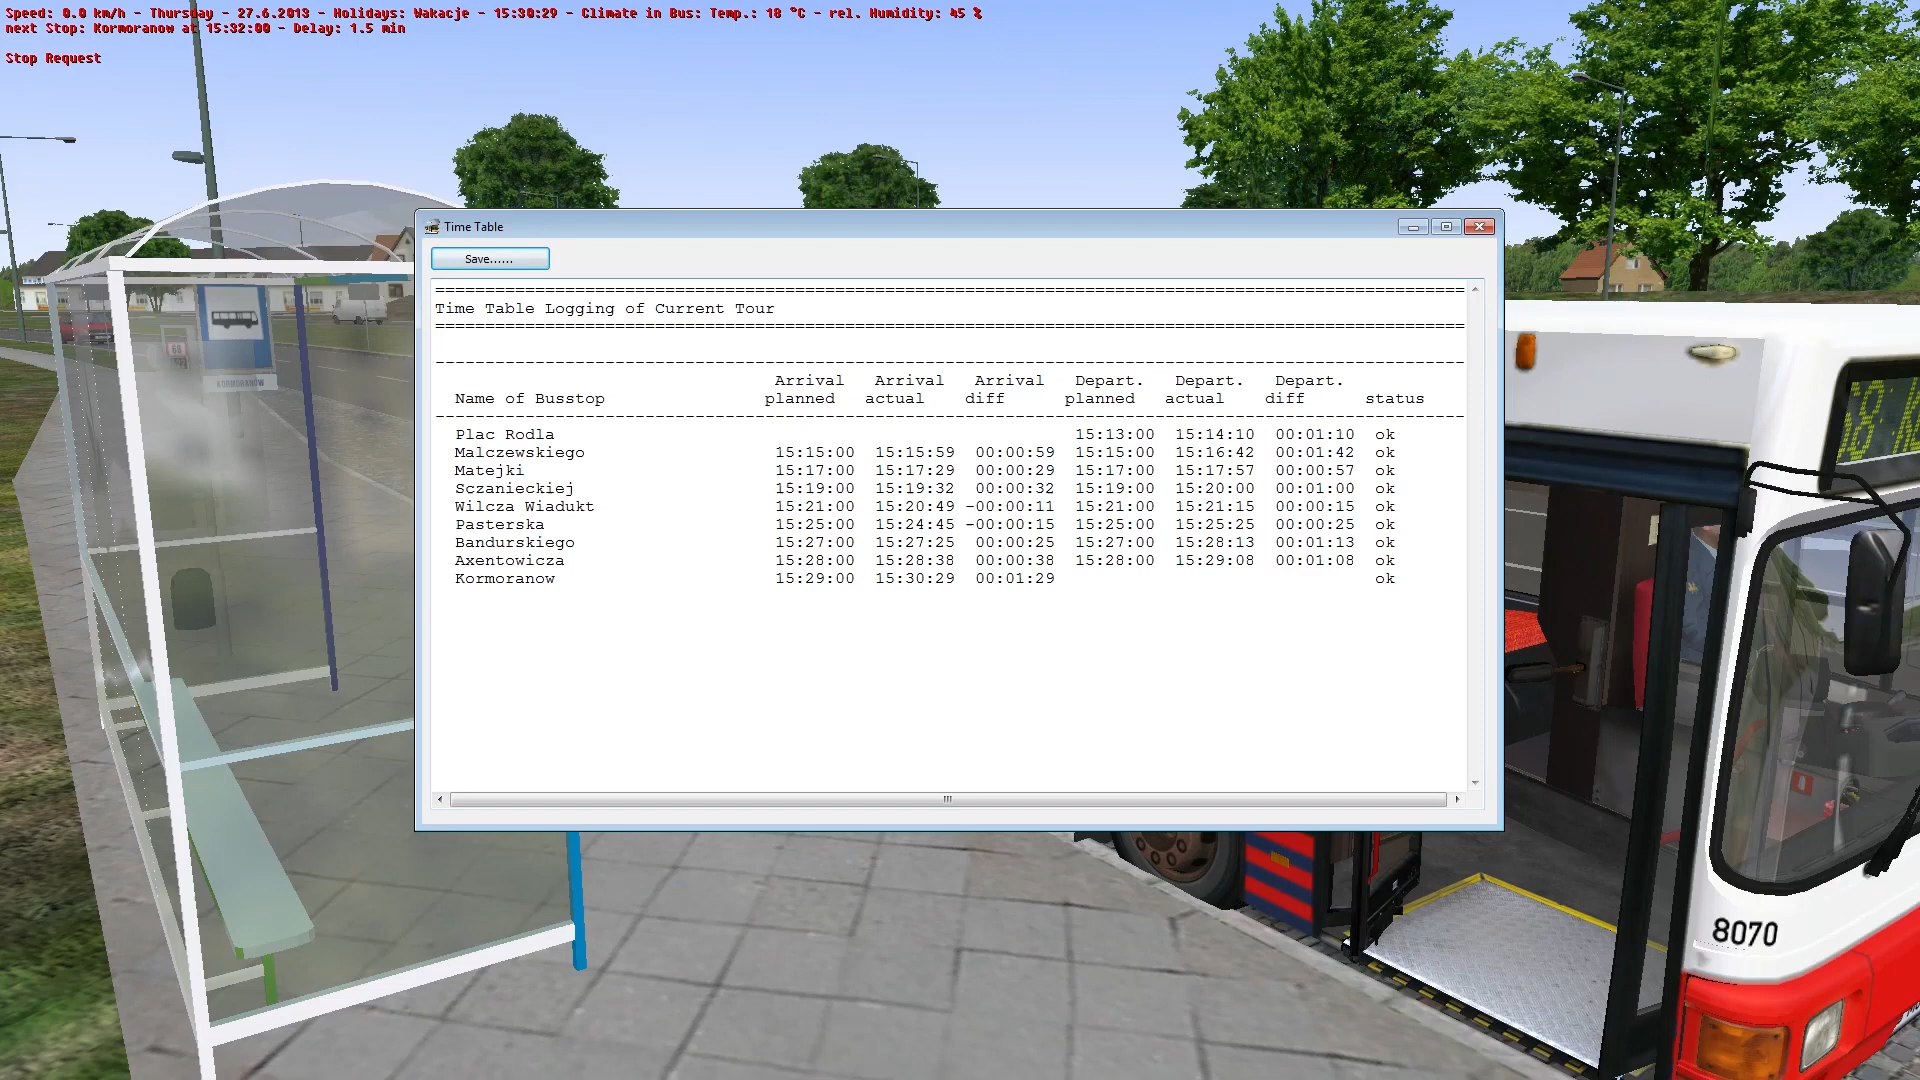 Speed: 0.0 km/h - Thursday - 27.6.2013 - Holidays: Wakacje - 15:30:29 - Climate in Bus: Temp.: 18 °C - rel. Humidity: 45 %
next Stop: Kormoranow at 15:32:00 - Delay: 1.5 min
Stop Request
Time Table
Save......
Time Table Logging of Current Tour
Arrival Arrival Arrival Depart. Depart. Depart.
Name of Busstop planned actual diff planned actual diff status
Plac Rodla 15:13:00 15:14:10 00:01:10 ok
Malczewskiego 15:15:00 15:15:59 00:00:59 15:15:00 15:16:42 00:01:42 ok
Matejki 15:17:00 15:17:29 00:00:29 15:17:00 15:17:57 00:00:57 ok
Sczanieckiej 15:19:00 15:19:32 00:00:32 15:19:00 15:20:00 00:01:00 ok
Wilcza Wiadukt 15:21:00 15:20:49 -00:00:11 15:21:00 15:21:15 00:00:15 ok
Pasterska 15:25:00 15:24:45 -00:00:15 15:25:00 15:25:25 00:00:25 ok
Bandurskiego 15:27:00 15:27:25 00:00:25 15:27:00 15:28:13 00:01:13 ok
Axentowicza 15:28:00 15:28:38 00:00:38 15:28:00 15:29:08 00:01:08 ok
Kormoranow 15:29:00 15:30:29 00:01:29 ok
68
KORMORANÓW
68 K
8070